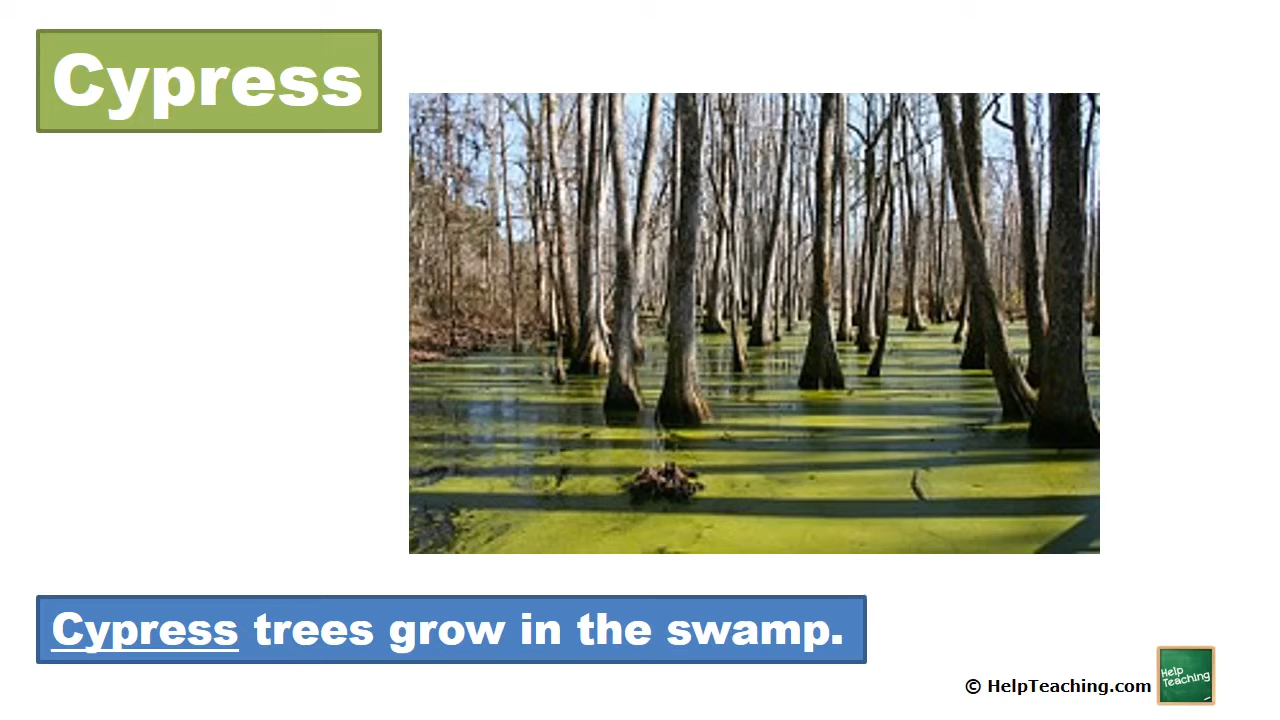 Cypress
Cypress trees grow in the swamp.
© HelpTeaching.com
Help
Teaching